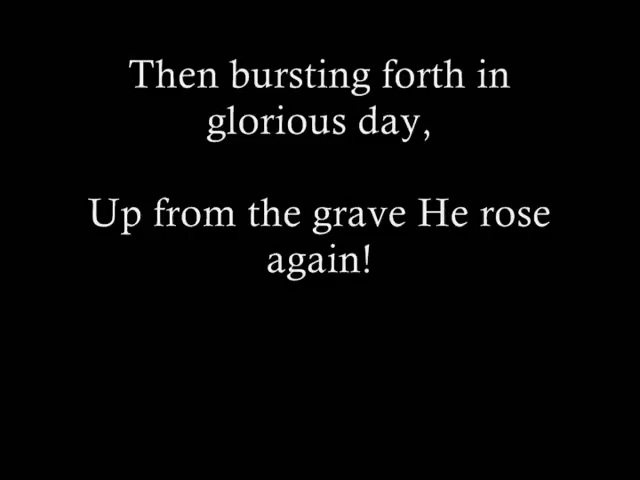 Then bursting forth in
glorious day,
Up from the grave He rose
again!